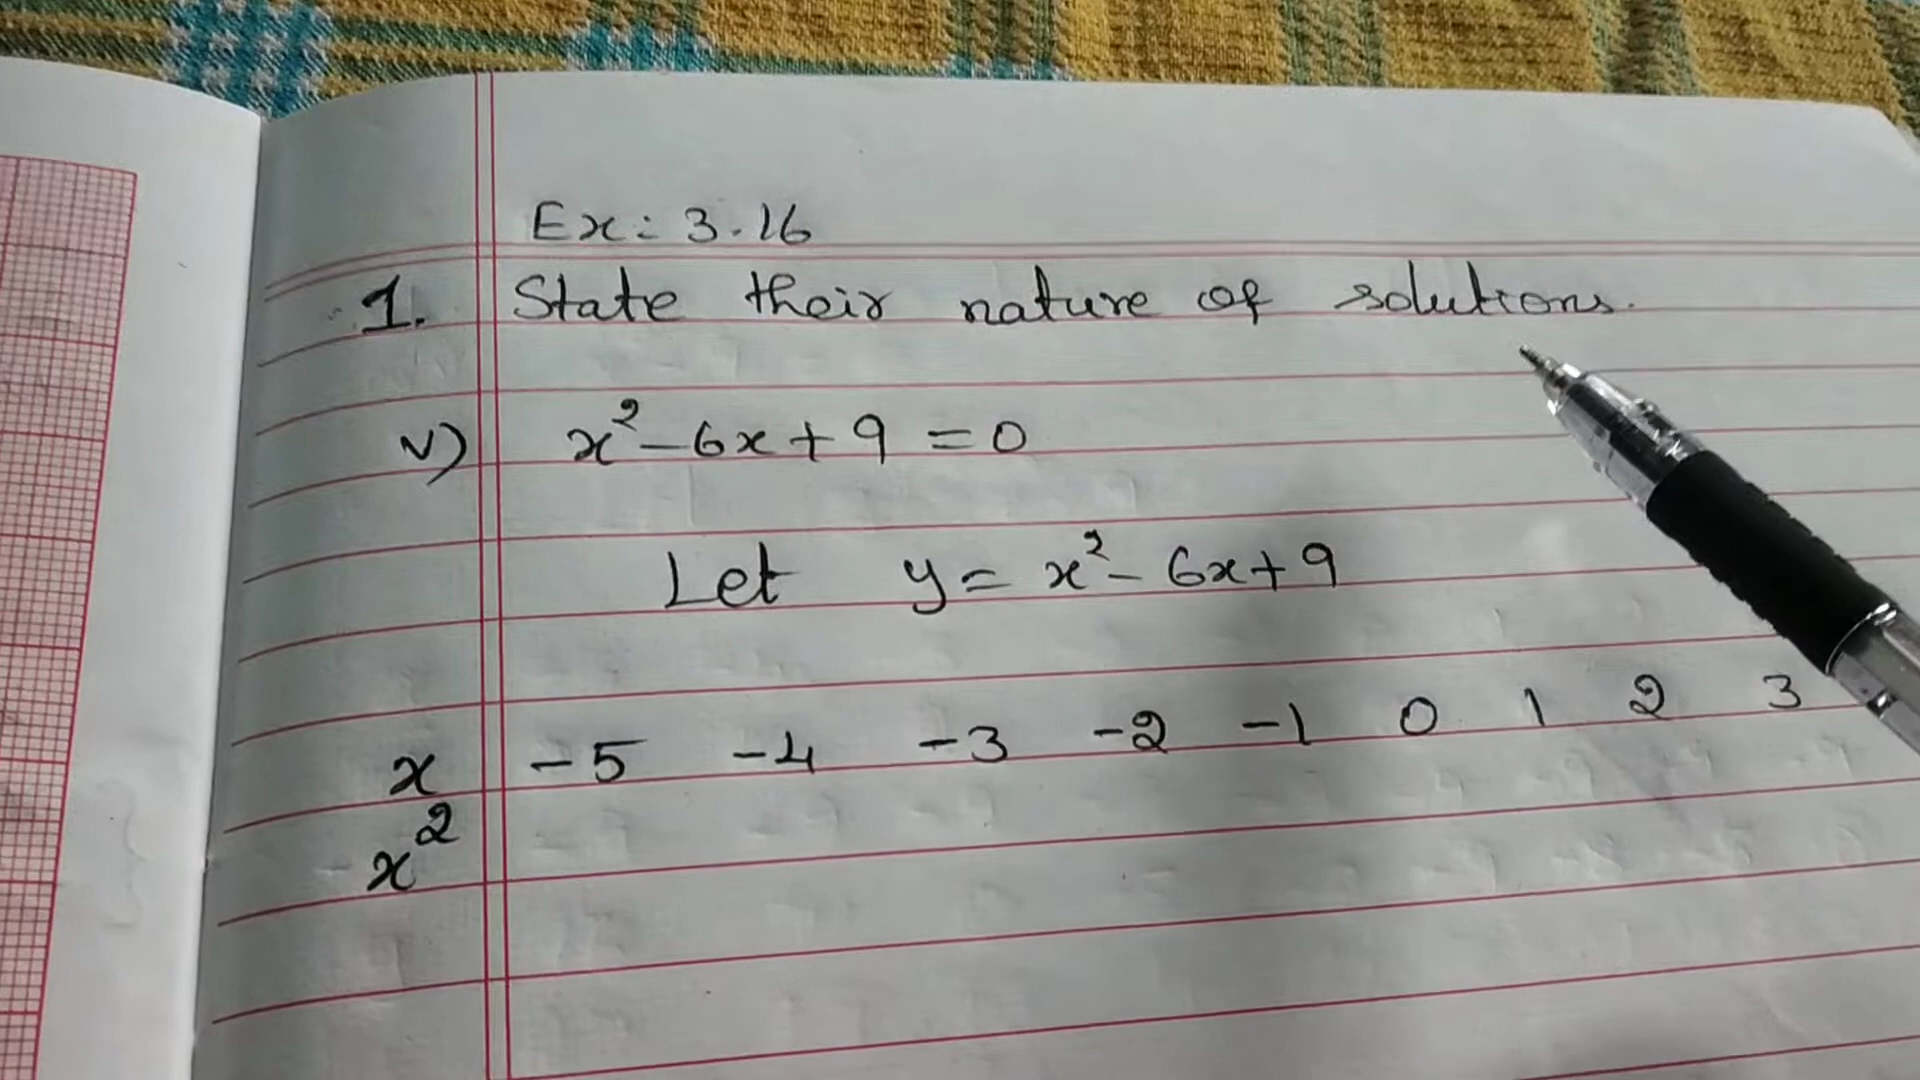 Ex: 3.16
1. State their nature of solutions.
v) x² - 6x + 9 = 0
Let y = x² - 6x + 9
x -5 -4 -3 -2 -1 0 1 2 3
x²